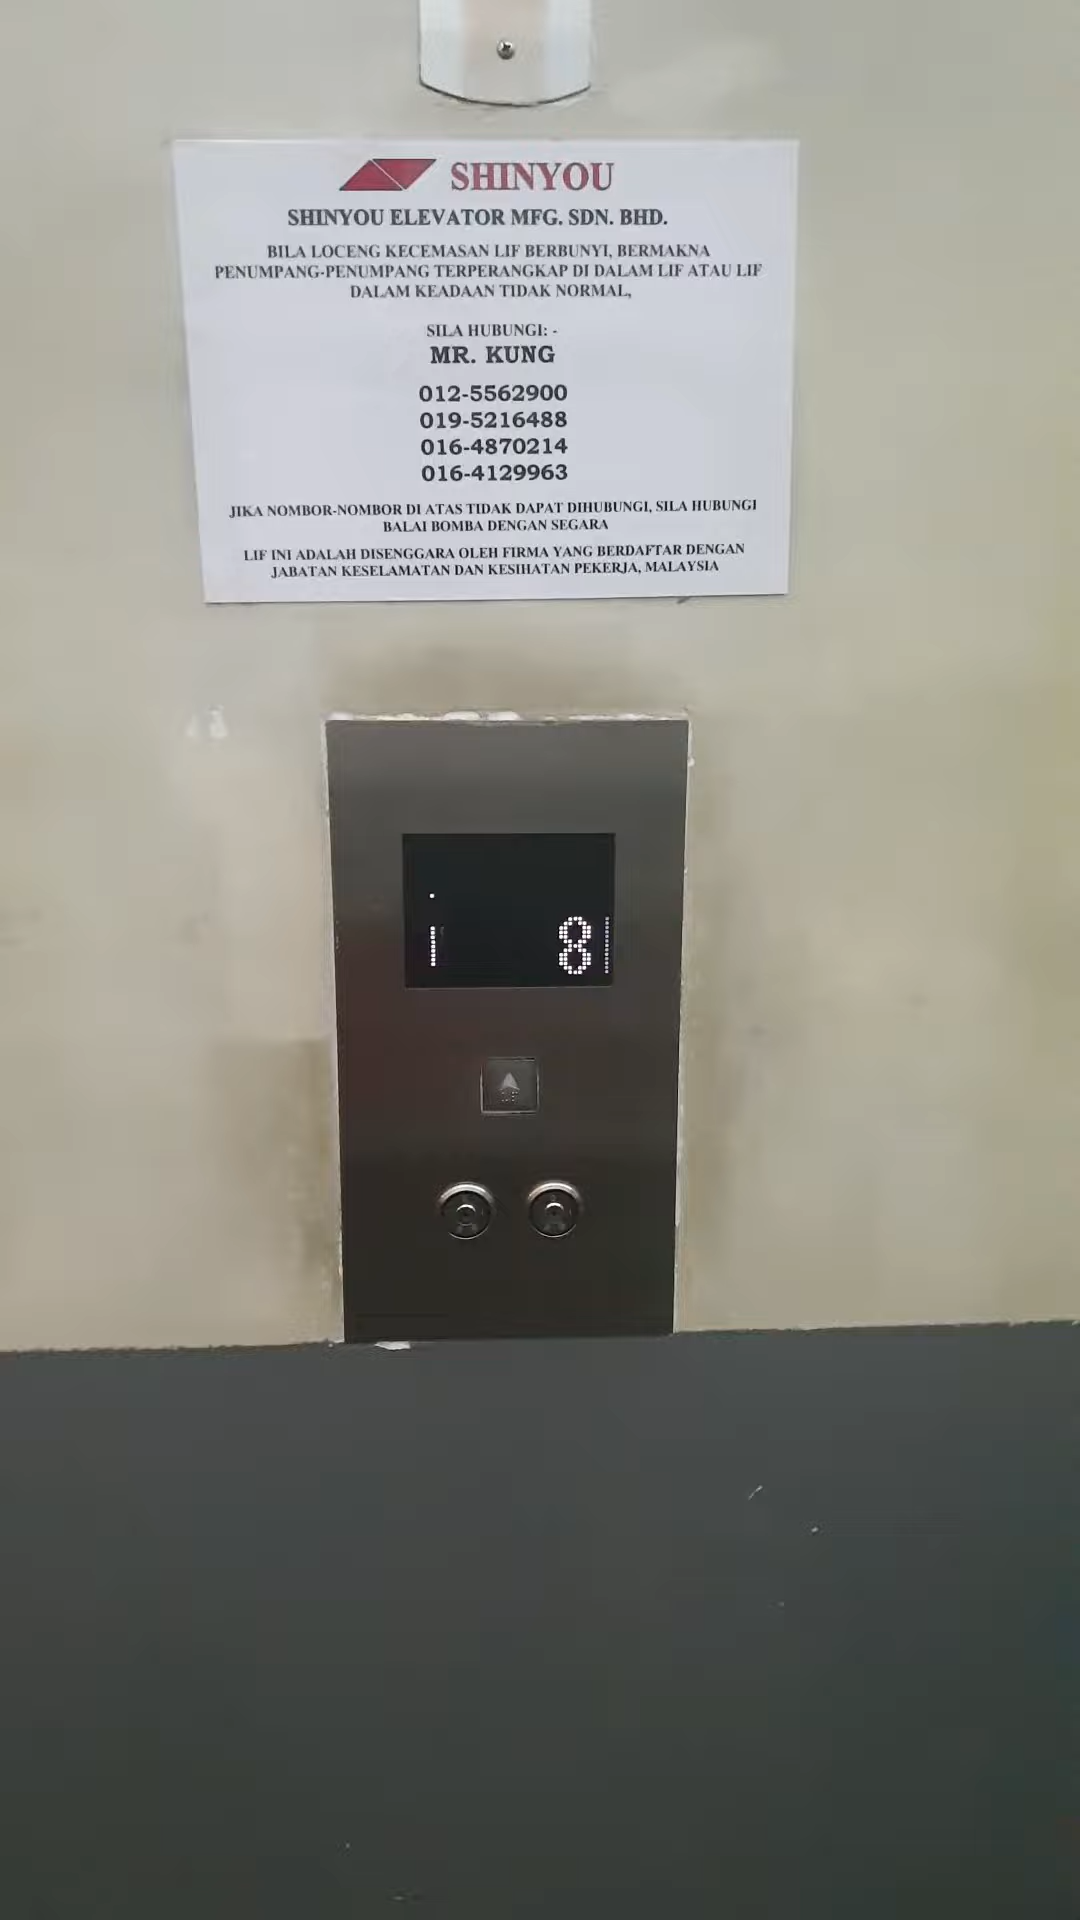 SHINYOU
SHINYOU ELEVATOR MFG. SDN. BHD.
BILA LOCENG KECEMASAN LIF BERBUNYI, BERMAKNA
PENUMPANG-PENUMPANG TERPERANGKAP DI DALAM LIF ATAU LIF
DALAM KEADAAN TIDAK NORMAL,
SILA HUBUNGI: -
MR. KUNG
012-5562900
019-5216488
016-4870214
016-4129963
JIKA NOMBOR-NOMBOR DI ATAS TIDAK DAPAT DIHUBUNGI, SILA HUBUNGI
BALAI BOMBA DENGAN SEGARA
LIF INI ADALAH DISENGGARA OLEH FIRMA YANG BERDAFTAR DENGAN
JABATAN KESELAMATAN DAN KESIHATAN PEKERJA, MALAYSIA
8